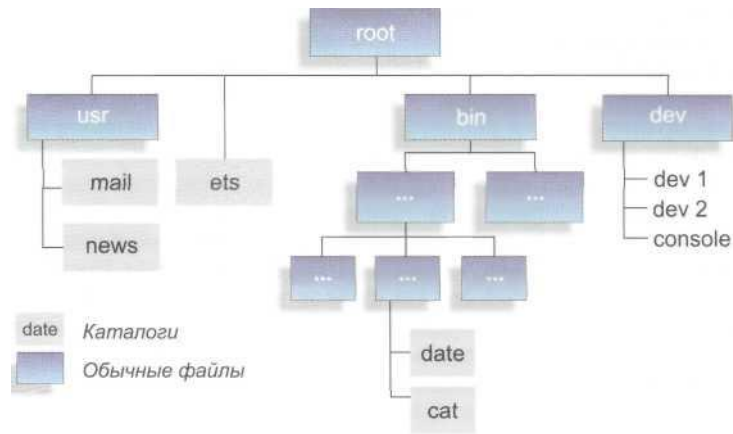 root
usr
bin
dev
mail
ets
...
...
dev 1
dev 2
news
console
...
...
...
date
Каталоги
date
Обычные файлы
cat